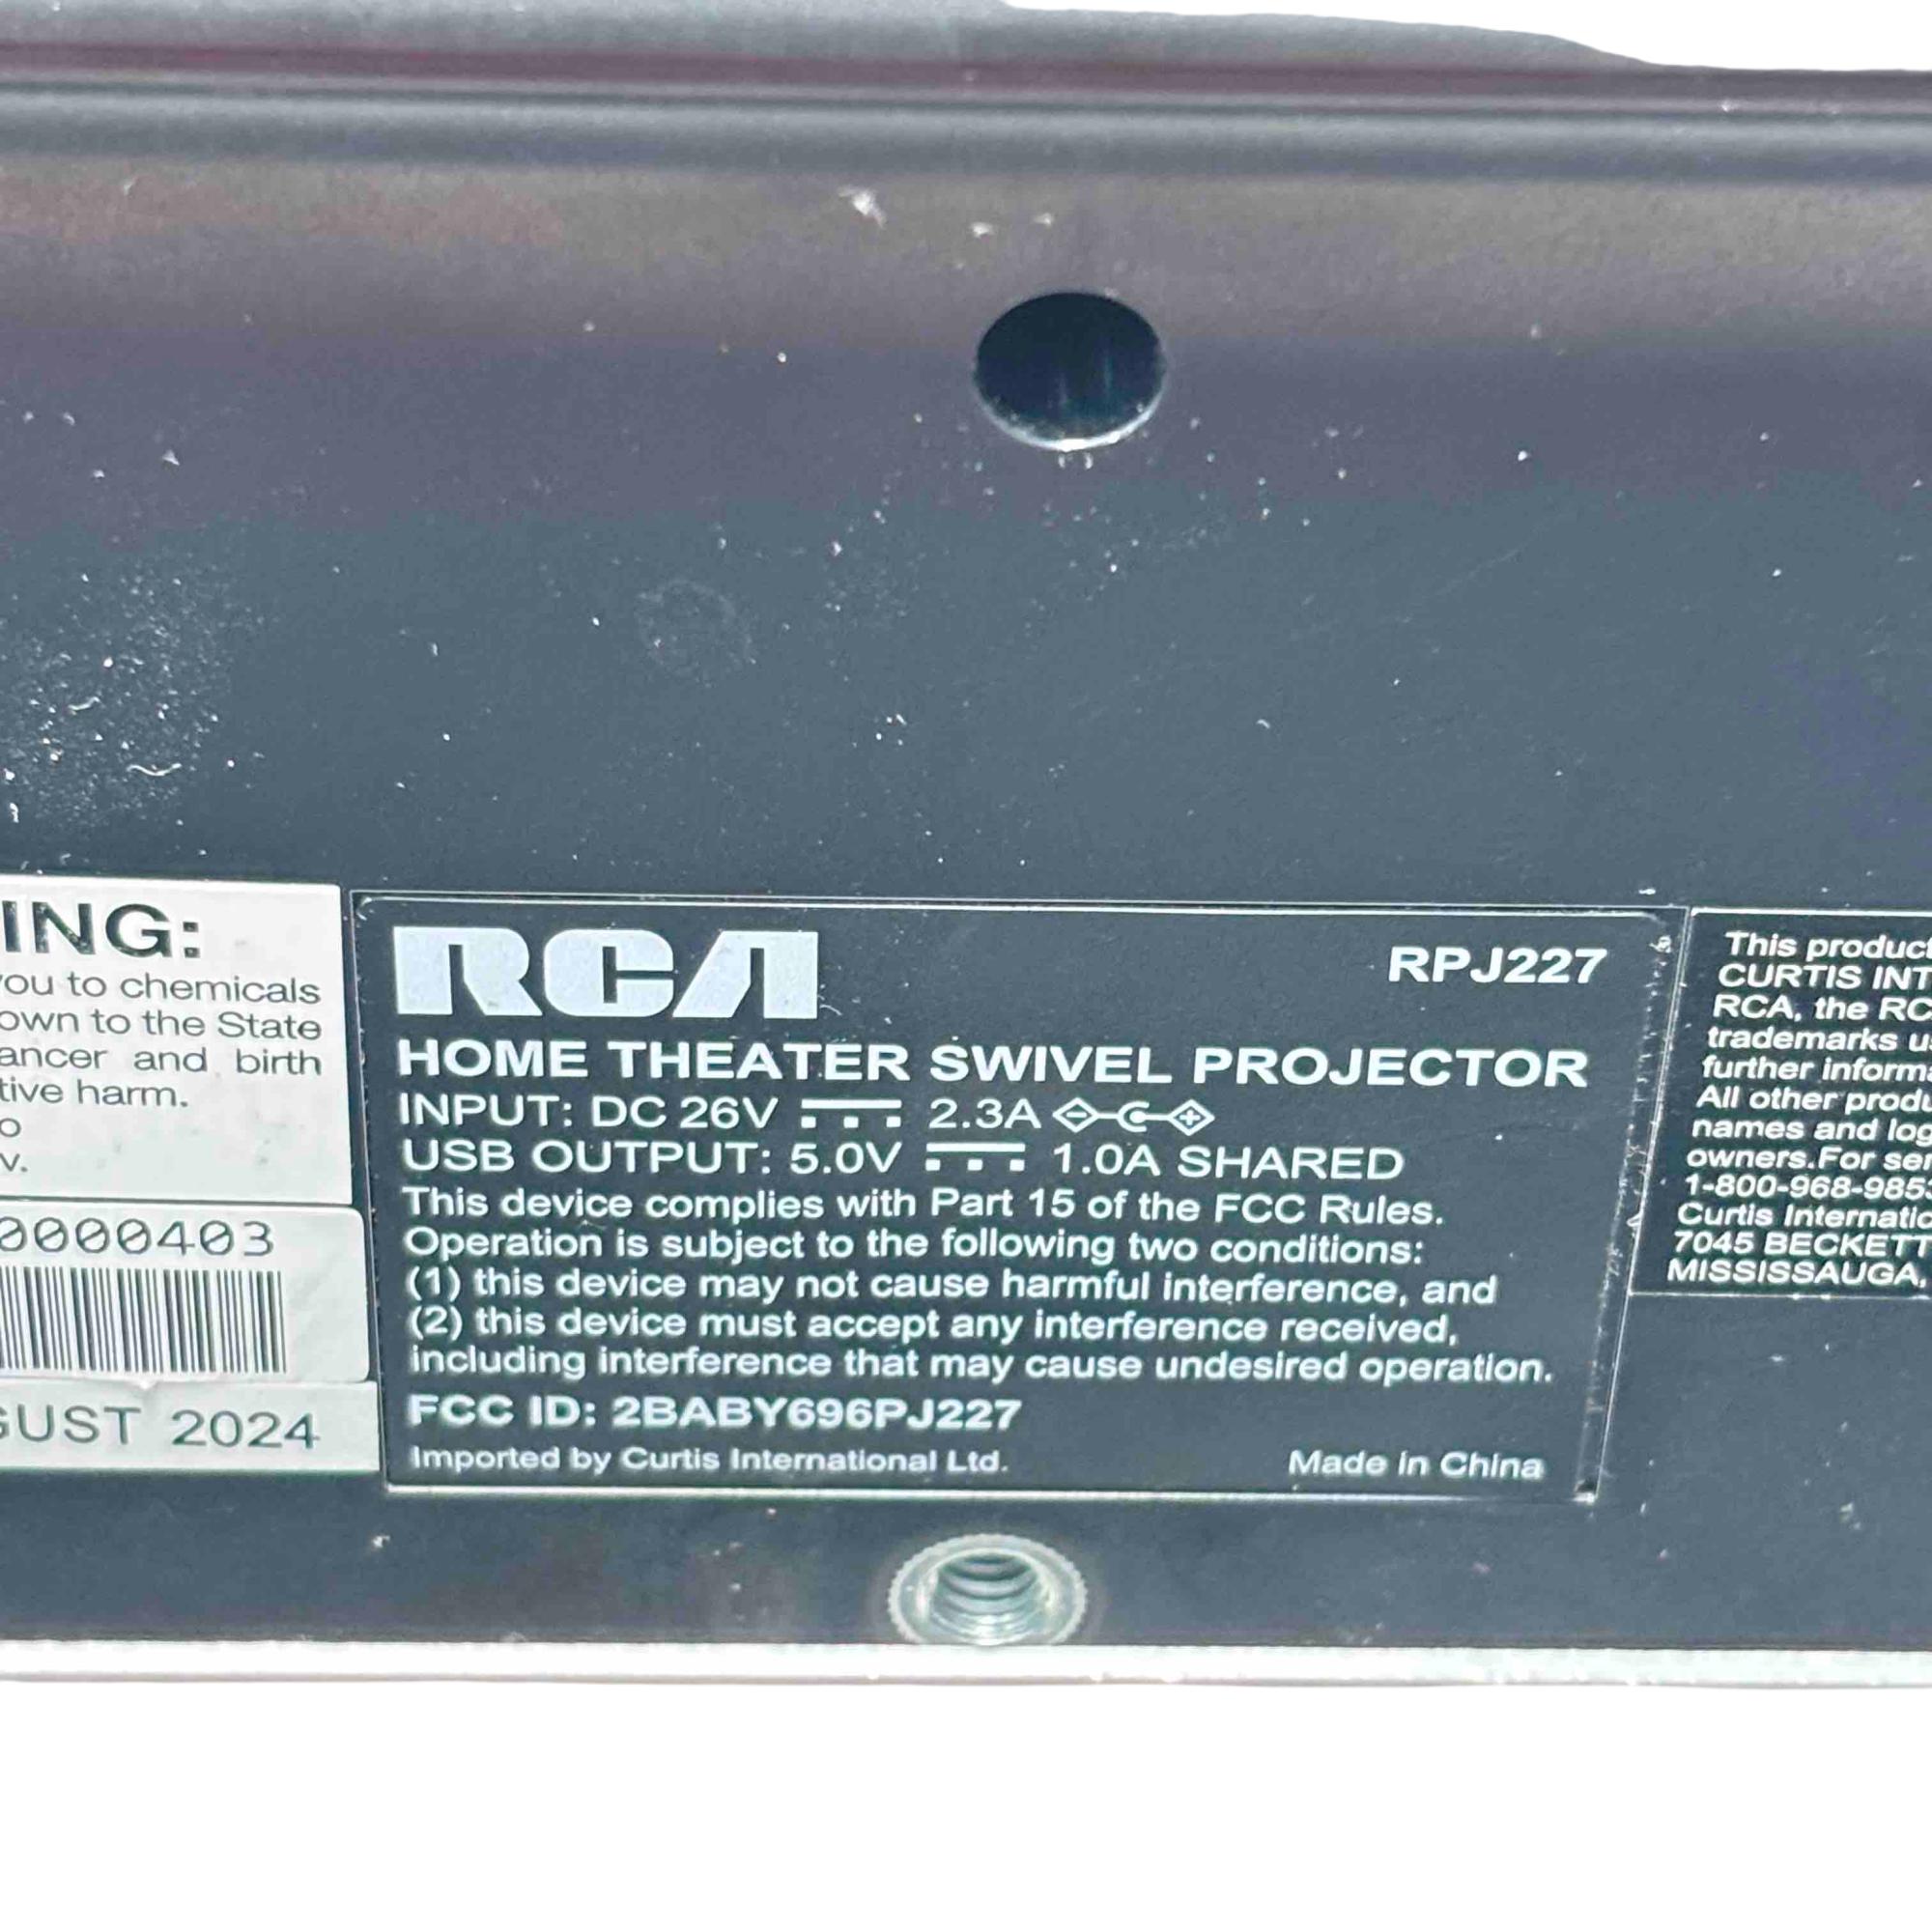 ING:
you to chemicals
own to the State
ancer and birth
tive harm.
o
v.
0000403
GUST 2024
RCA
RPJ227
HOME THEATER SWIVEL PROJECTOR
INPUT: DC 26V ⎓ 2.3A
USB OUTPUT: 5.0V ⎓ 1.0A SHARED
This device complies with Part 15 of the FCC Rules.
Operation is subject to the following two conditions:
(1) this device may not cause harmful interference, and
(2) this device must accept any interference received,
including interference that may cause undesired operation.
FCC ID: 2BABY696PJ227
Imported by Curtis International Ltd.
Made in China
This product
CURTIS INT
RCA, the RC
trademarks us
further informa
All other produ
names and log
owners.For ser
1-800-968-985
Curtis Internatio
7045 BECKETT
MISSISSAUGA,